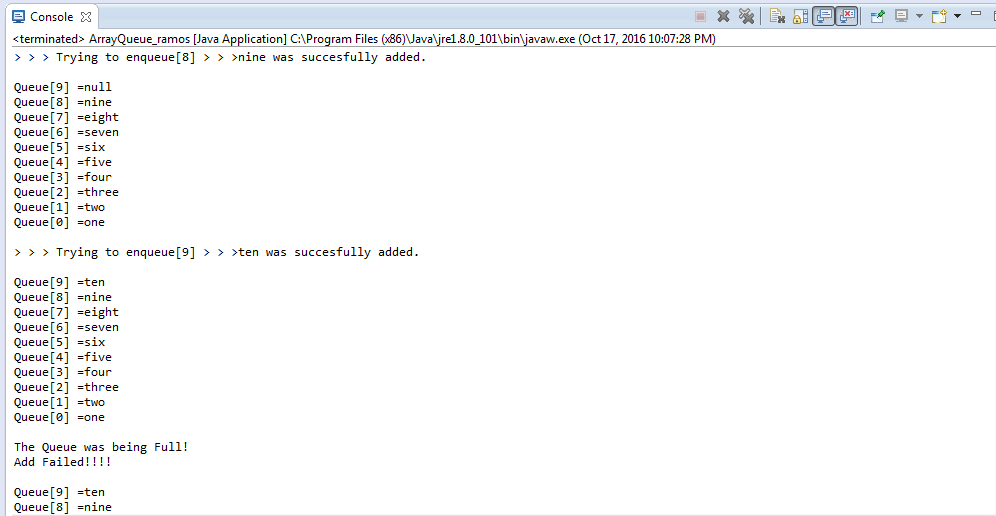 Console
<terminated> ArrayQueue_ramos [Java Application] C:\Program Files (x86)\Java\jre1.8.0_101\bin\javaw.exe (Oct 17, 2016 10:07:28 PM)
> > > Trying to enqueue[8] > > >nine was succesfully added.
Queue[9] =null
Queue[8] =nine
Queue[7] =eight
Queue[6] =seven
Queue[5] =six
Queue[4] =five
Queue[3] =four
Queue[2] =three
Queue[1] =two
Queue[0] =one
> > > Trying to enqueue[9] > > >ten was succesfully added.
Queue[9] =ten
Queue[8] =nine
Queue[7] =eight
Queue[6] =seven
Queue[5] =six
Queue[4] =five
Queue[3] =four
Queue[2] =three
Queue[1] =two
Queue[0] =one
The Queue was being Full!
Add Failed!!!!
Queue[9] =ten
Queue[8] =nine